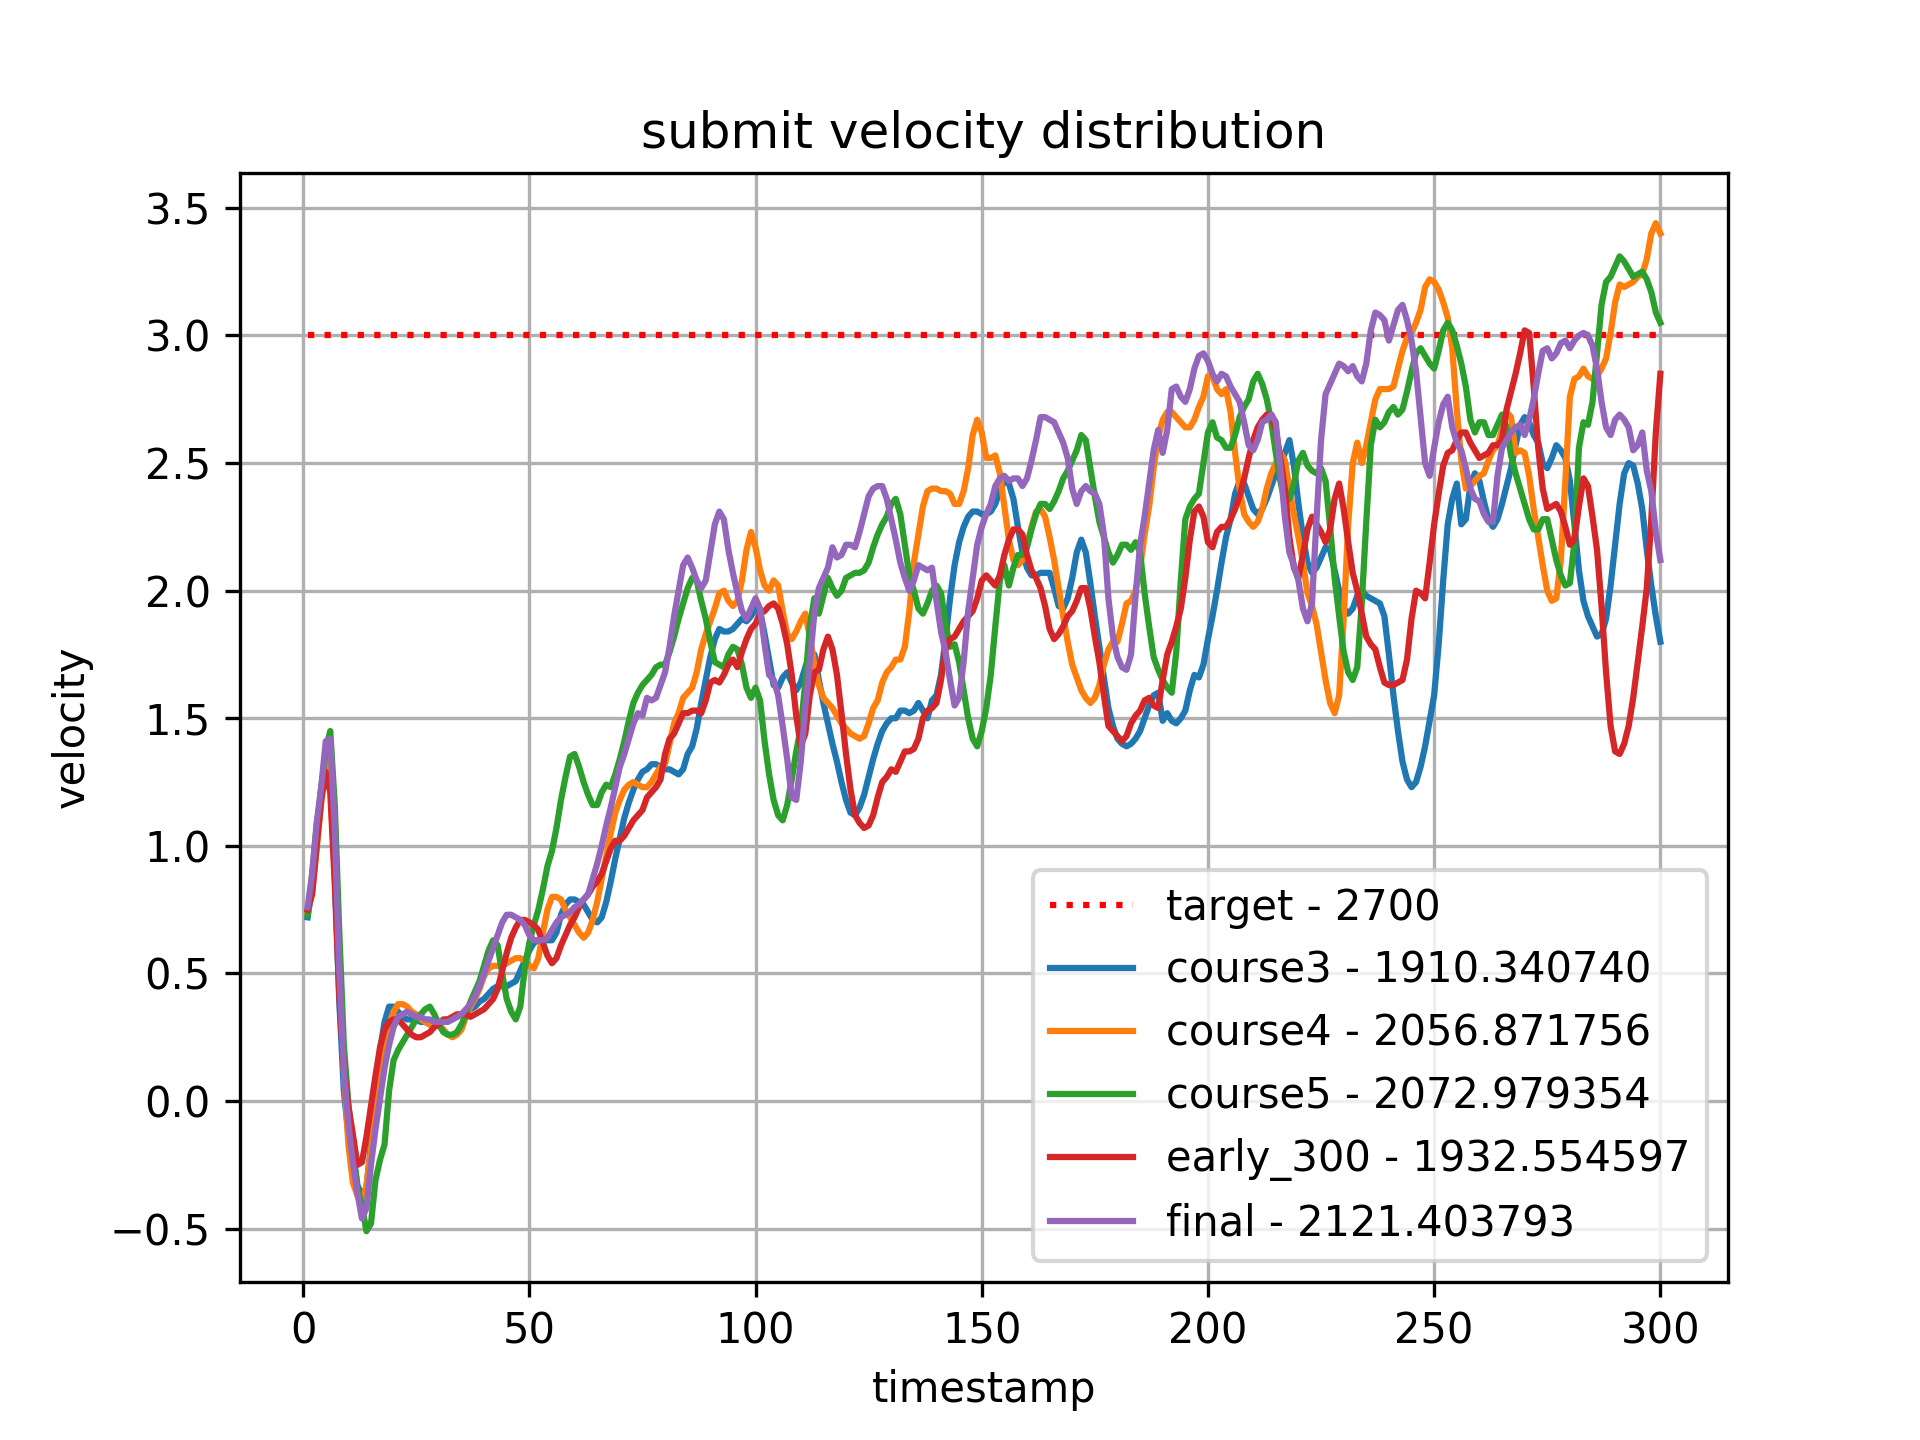 submit velocity distribution
3.5
3.0
2.5
2.0
1.5
1.0
0.5
0.0
−0.5
velocity
0 50 100 150 200 250 300
timestamp
target - 2700
course3 - 1910.340740
course4 - 2056.871756
course5 - 2072.979354
early_300 - 1932.554597
final - 2121.403793